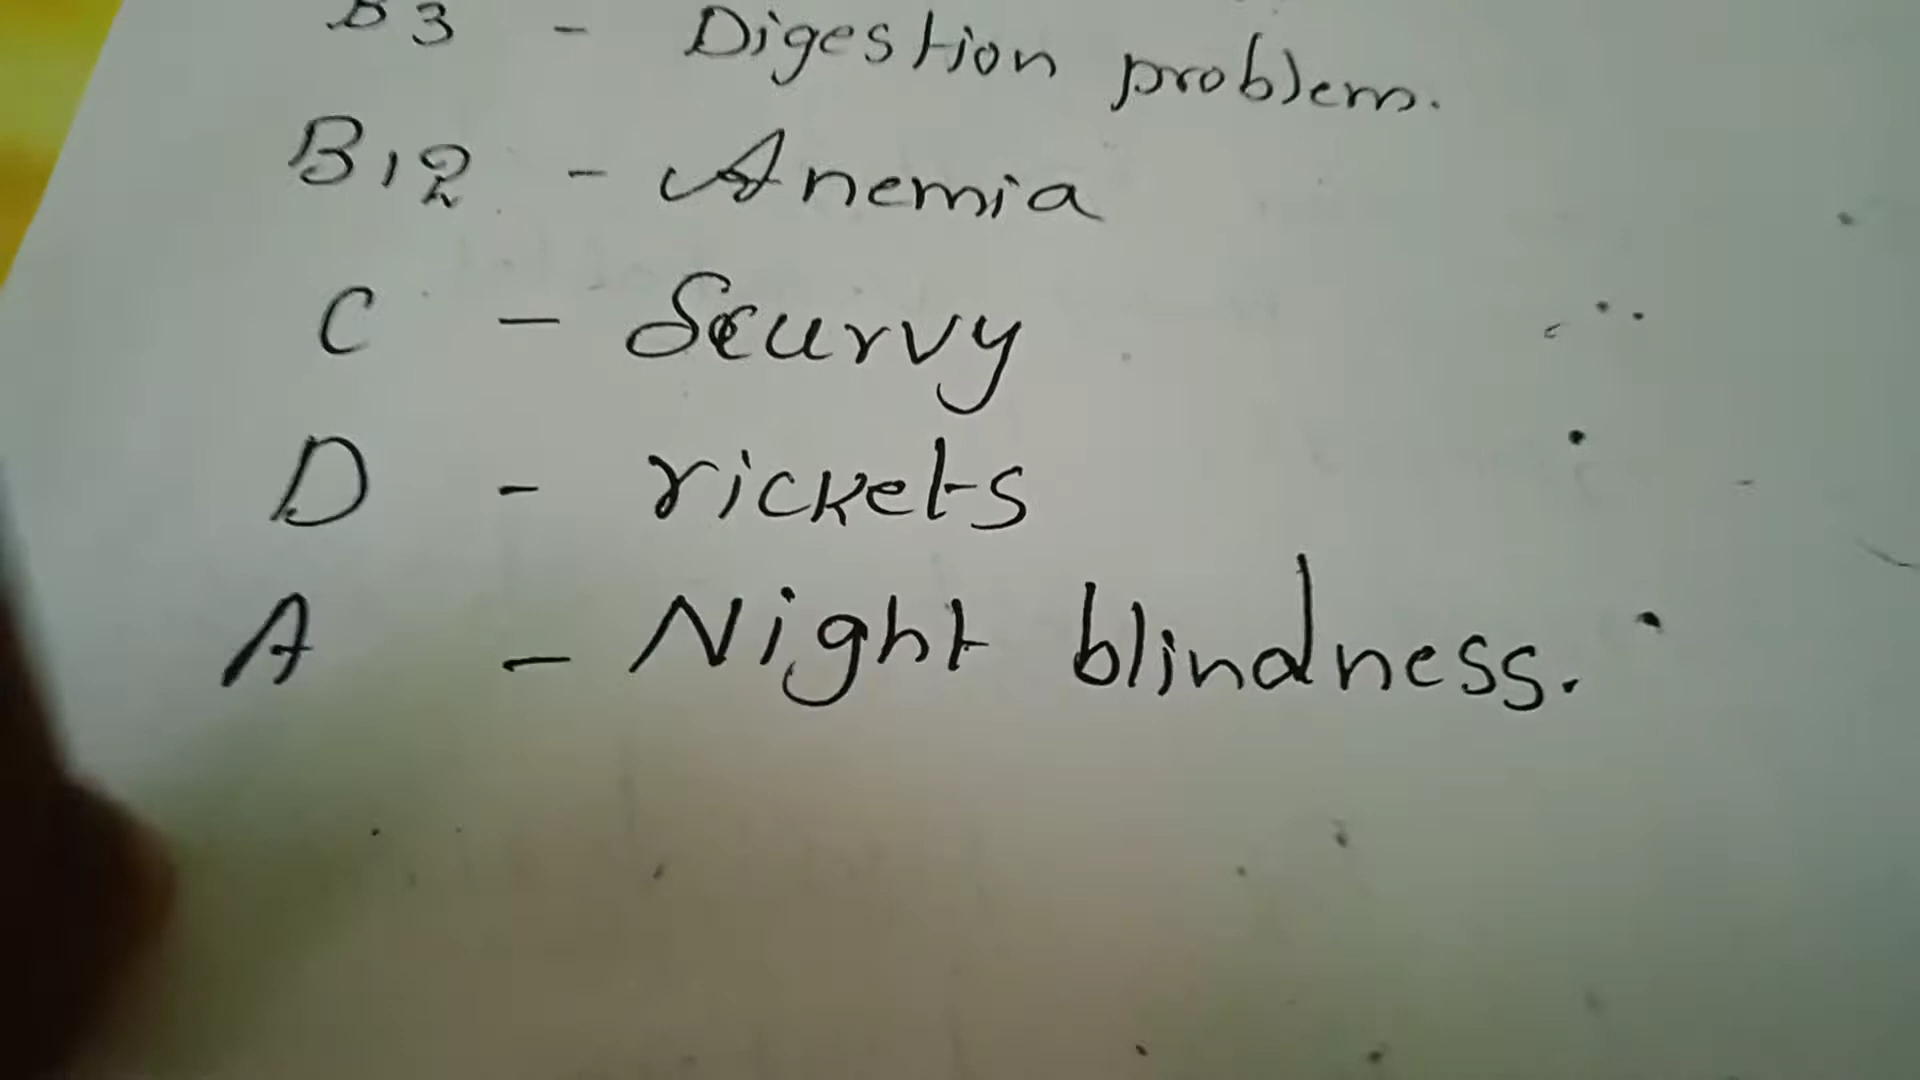 B3 - Digestion problem.
B12 - Anemia
C - Scurvy
D - rickets
A - Night blindness.